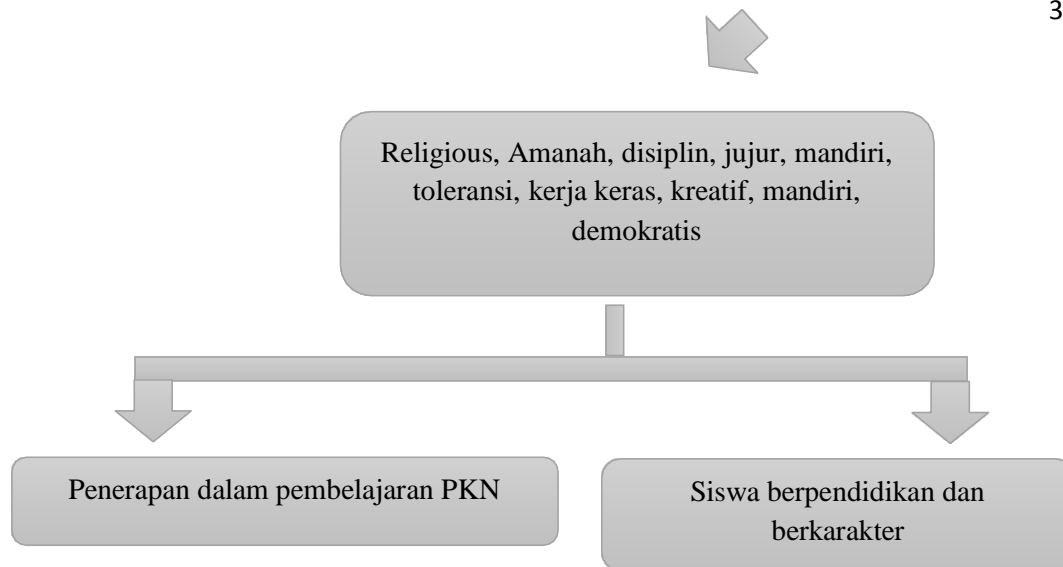 3
Religious, Amanah, disiplin, jujur, mandiri,
toleransi, kerja keras, kreatif, mandiri,
demokratis
Penerapan dalam pembelajaran PKN
Siswa berpendidikan dan
berkarakter